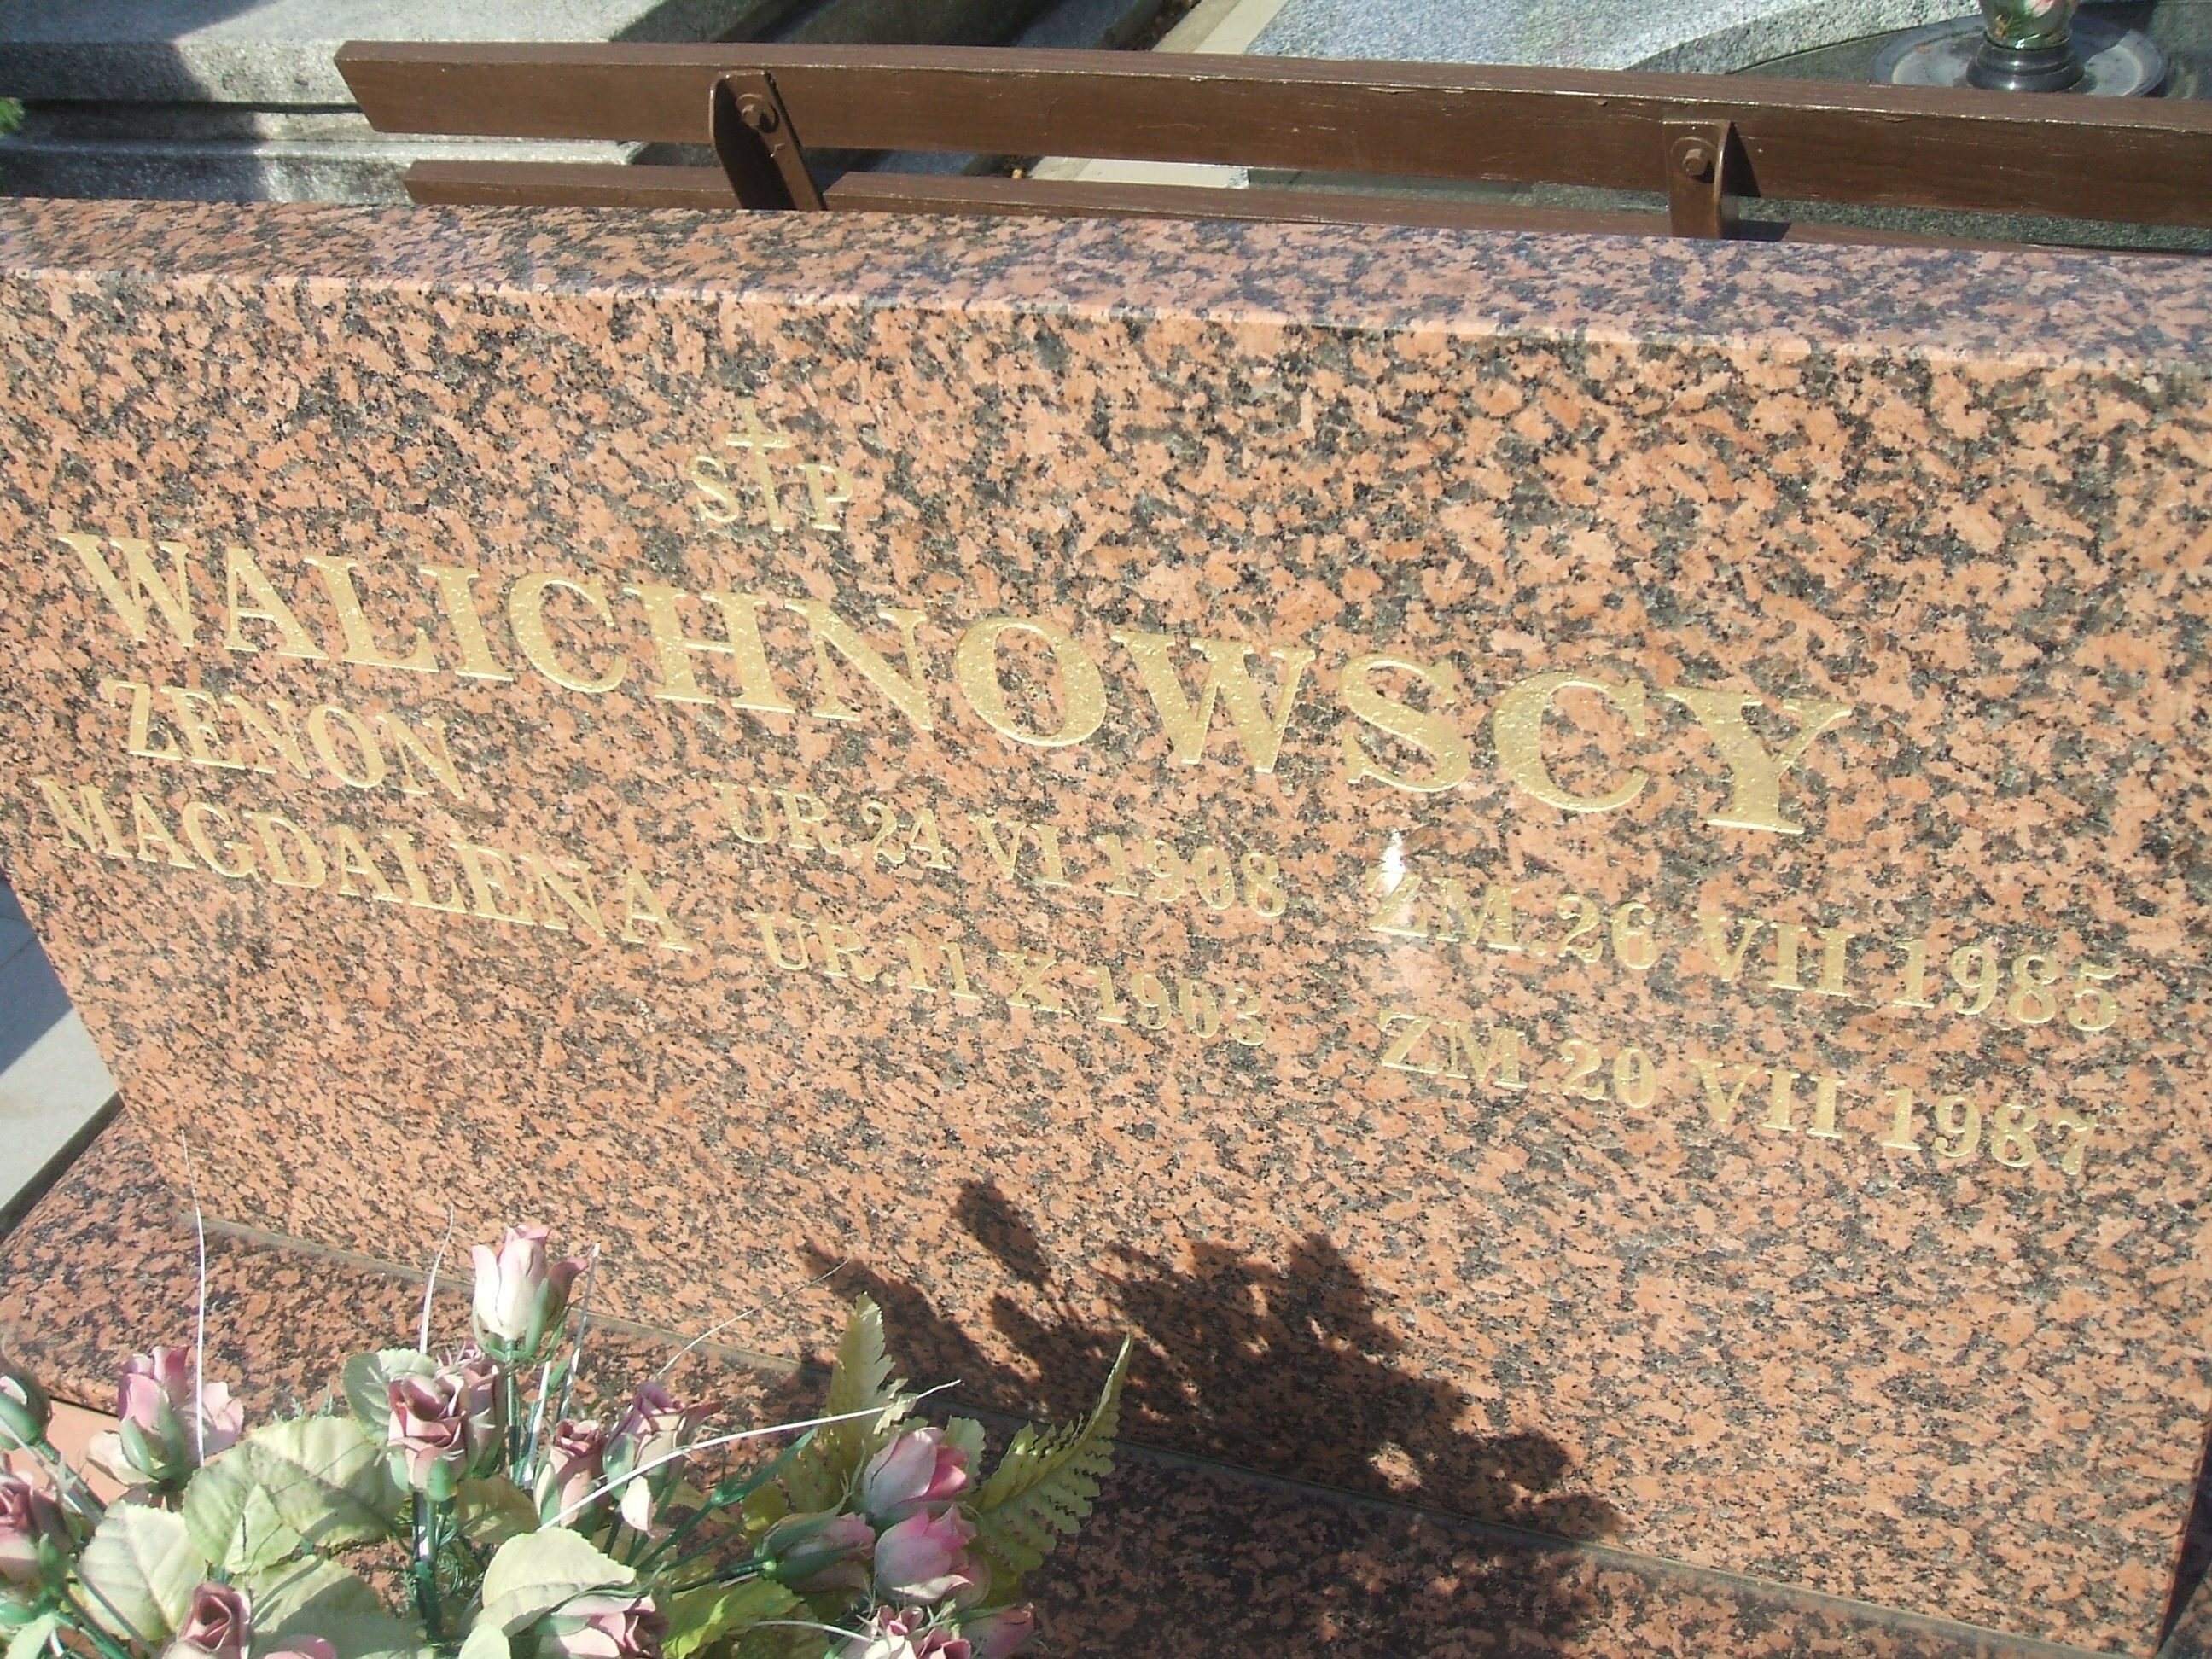 S P
WALICHNOWSCY
ZENON UR.24 VI 1908 ZM.26 VII 1985
MAGDALENA UR.11 X 1903 ZM.20 VII 1987